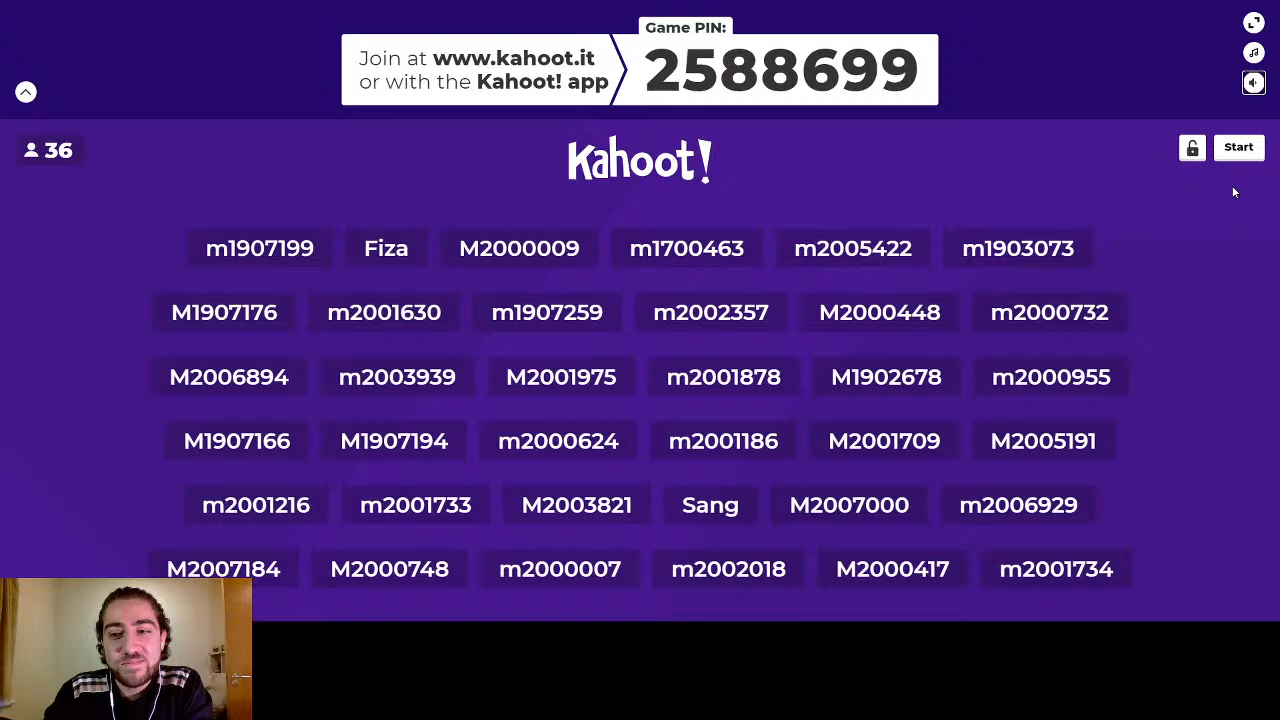 Game PIN:
Join at www.kahoot.it
or with the Kahoot! app
2588699
36
Kahoot!
Start
m1907199 Fiza M2000009 m1700463 m2005422 m1903073
M1907176 m2001630 m1907259 m2002357 M2000448 m2000732
M2006894 m2003939 M2001975 m2001878 M1902678 m2000955
M1907166 M1907194 m2000624 m2001186 M2001709 M2005191
m2001216 m2001733 M2003821 Sang M2007000 m2006929
M2007184 M2000748 m2000007 m2002018 M2000417 m2001734